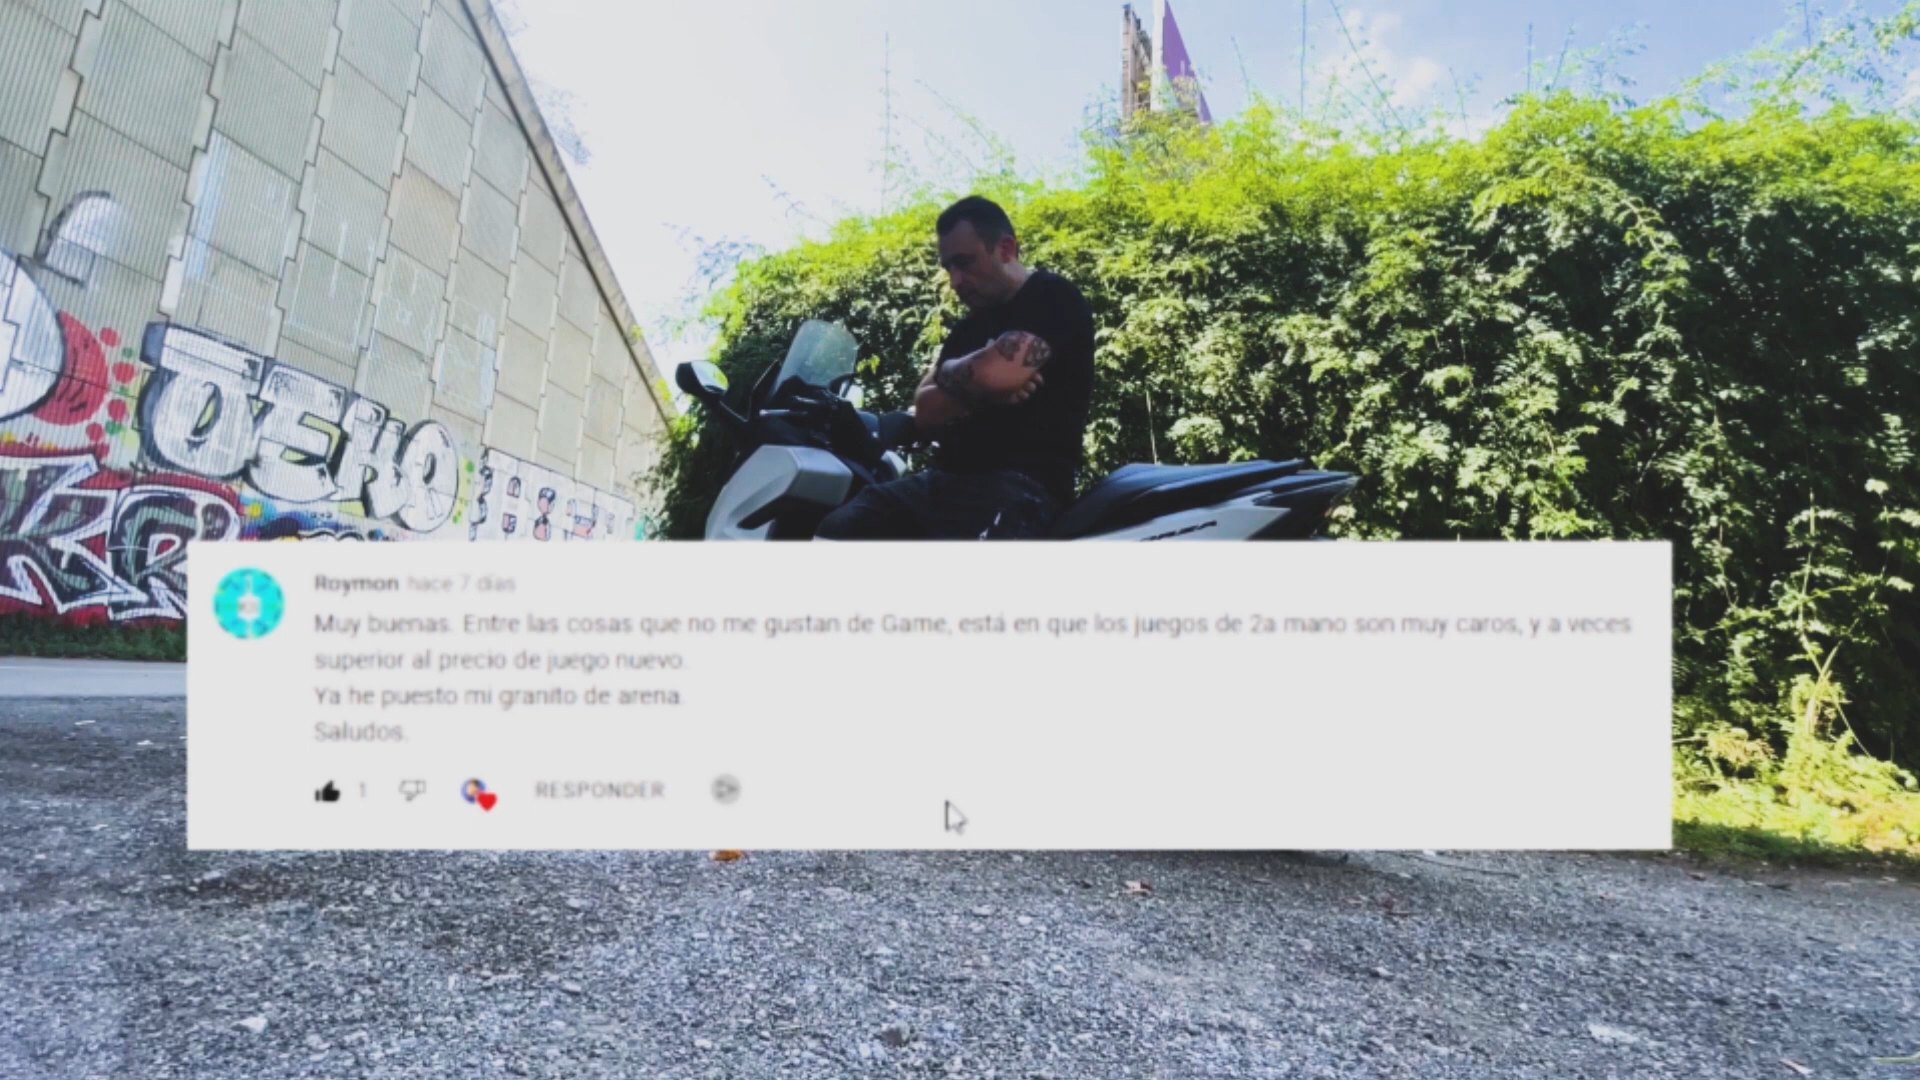 Roymon hace 7 días
Muy buenas. Entre las cosas que no me gustan de Game, está en que los juegos de 2a mano son muy caros, y a veces
superior al precio de juego nuevo.
Ya he puesto mi granito de arena.
Saludos.
1 RESPONDER